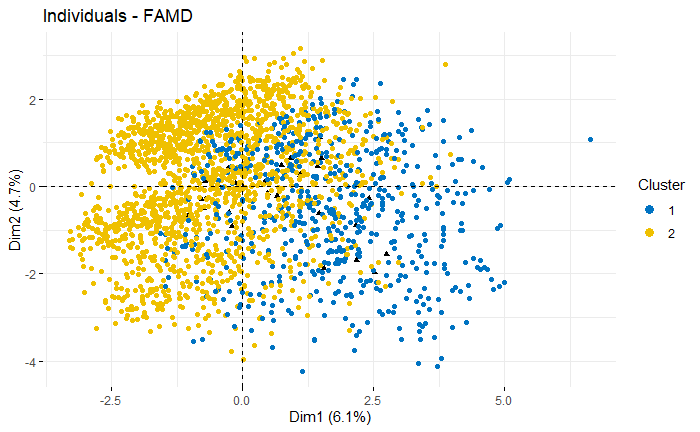 Individuals - FAMD
2
0
-2
-4
Dim2 (4.7%)
-2.5
0.0
2.5
5.0
Dim1 (6.1%)
Cluster
1
2